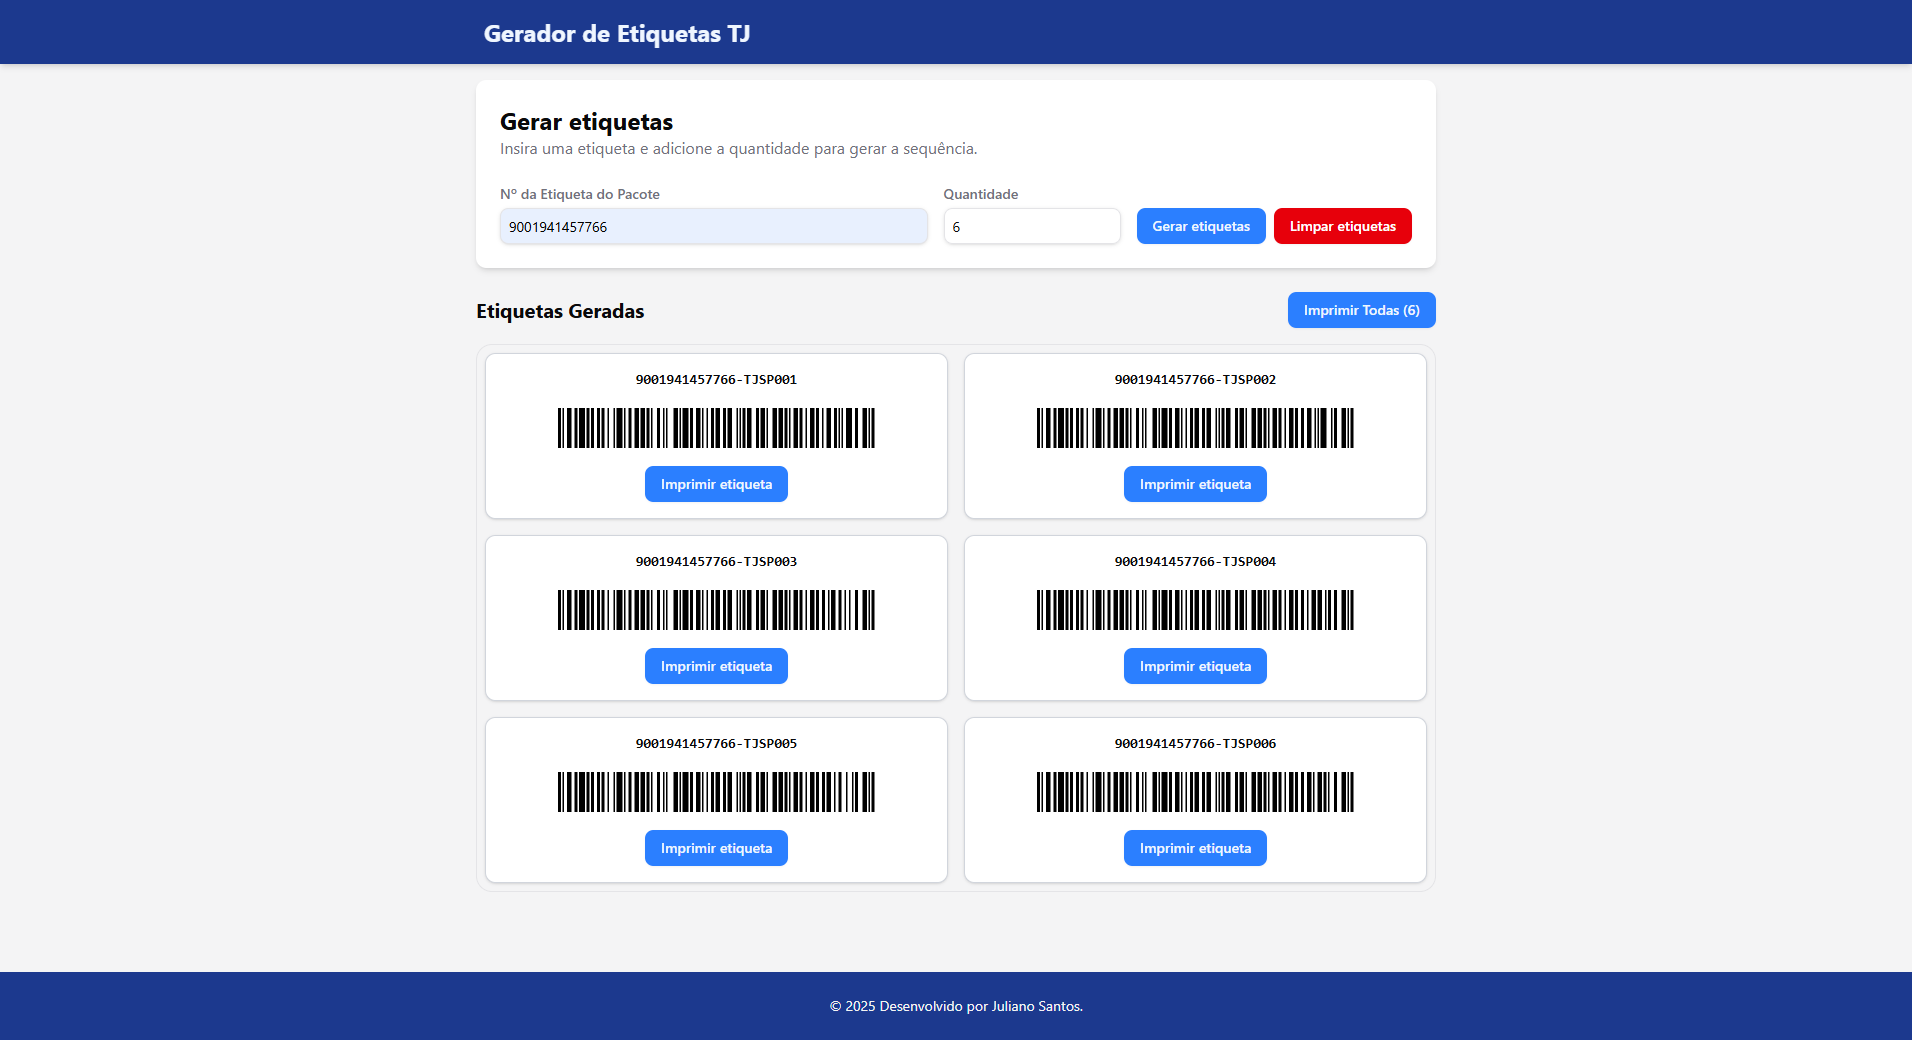 Gerador de Etiquetas TJ
Gerar etiquetas
Insira uma etiqueta e adicione a quantidade para gerar a sequência.
Nº da Etiqueta do Pacote
Quantidade
9001941457766
6
Gerar etiquetas
Limpar etiquetas
Etiquetas Geradas
Imprimir Todas (6)
9001941457766-TJSP001
9001941457766-TJSP002
Imprimir etiqueta
Imprimir etiqueta
9001941457766-TJSP003
9001941457766-TJSP004
Imprimir etiqueta
Imprimir etiqueta
9001941457766-TJSP005
9001941457766-TJSP006
Imprimir etiqueta
Imprimir etiqueta
© 2025 Desenvolvido por Juliano Santos.